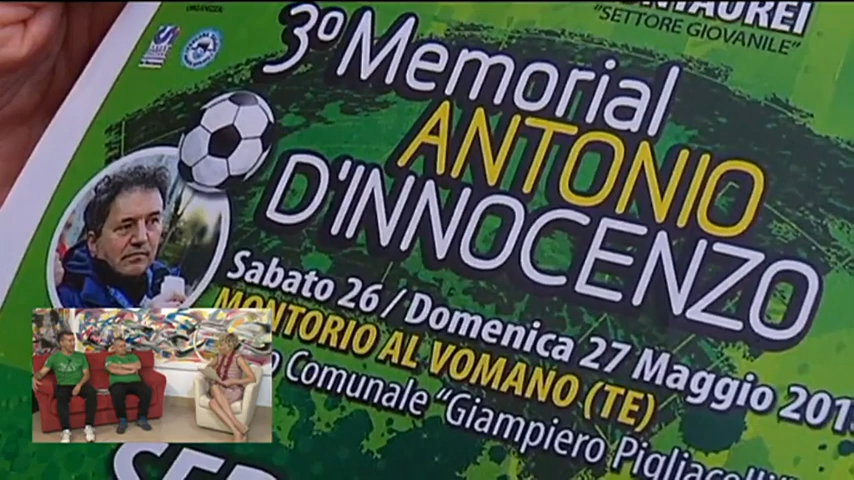 "SETTORE GIOVANILE"
3° Memorial
ANTONIO
D'INNOCENZO
Sabato 26 / Domenica 27 Maggio
MONTORIO AL VOMANO (TE)
Comunale "Giampiero